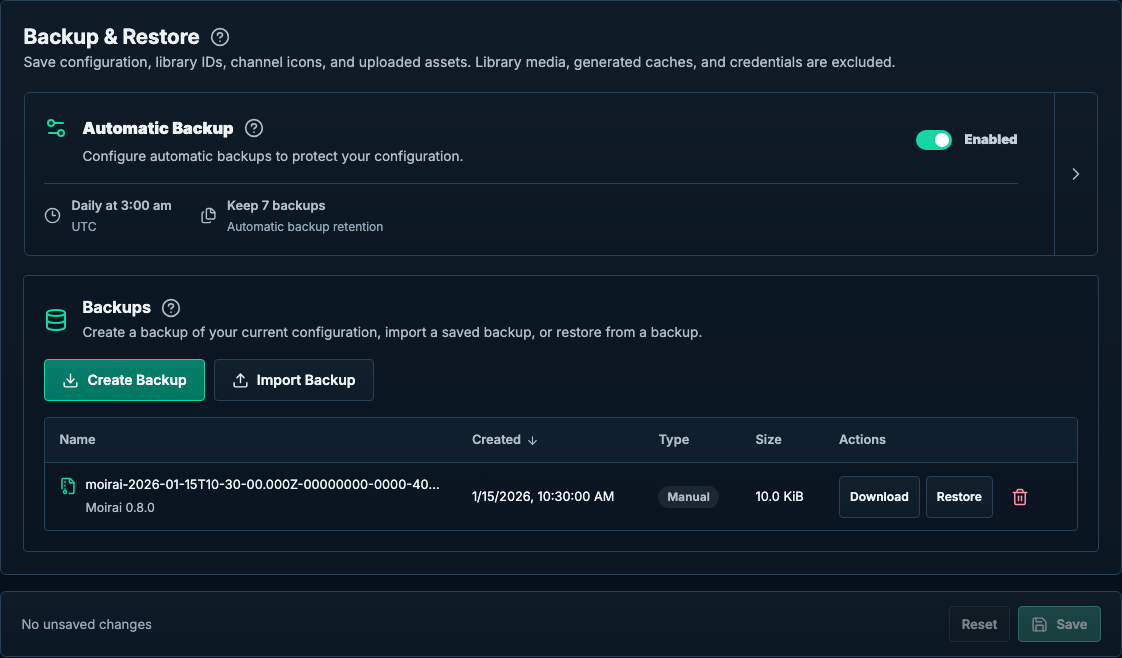 Backup & Restore
Save configuration, library IDs, channel icons, and uploaded assets. Library media, generated caches, and credentials are excluded.
Automatic Backup
Configure automatic backups to protect your configuration.
Enabled
Daily at 3:00 am
UTC
Keep 7 backups
Automatic backup retention
Backups
Create a backup of your current configuration, import a saved backup, or restore from a backup.
Create Backup
Import Backup
Name Created Type Size Actions
moirai-2026-01-15T10-30-00.000Z-00000000-0000-40...
Moirai 0.8.0
1/15/2026, 10:30:00 AM
Manual
10.0 KiB
Download
Restore
No unsaved changes
Reset
Save